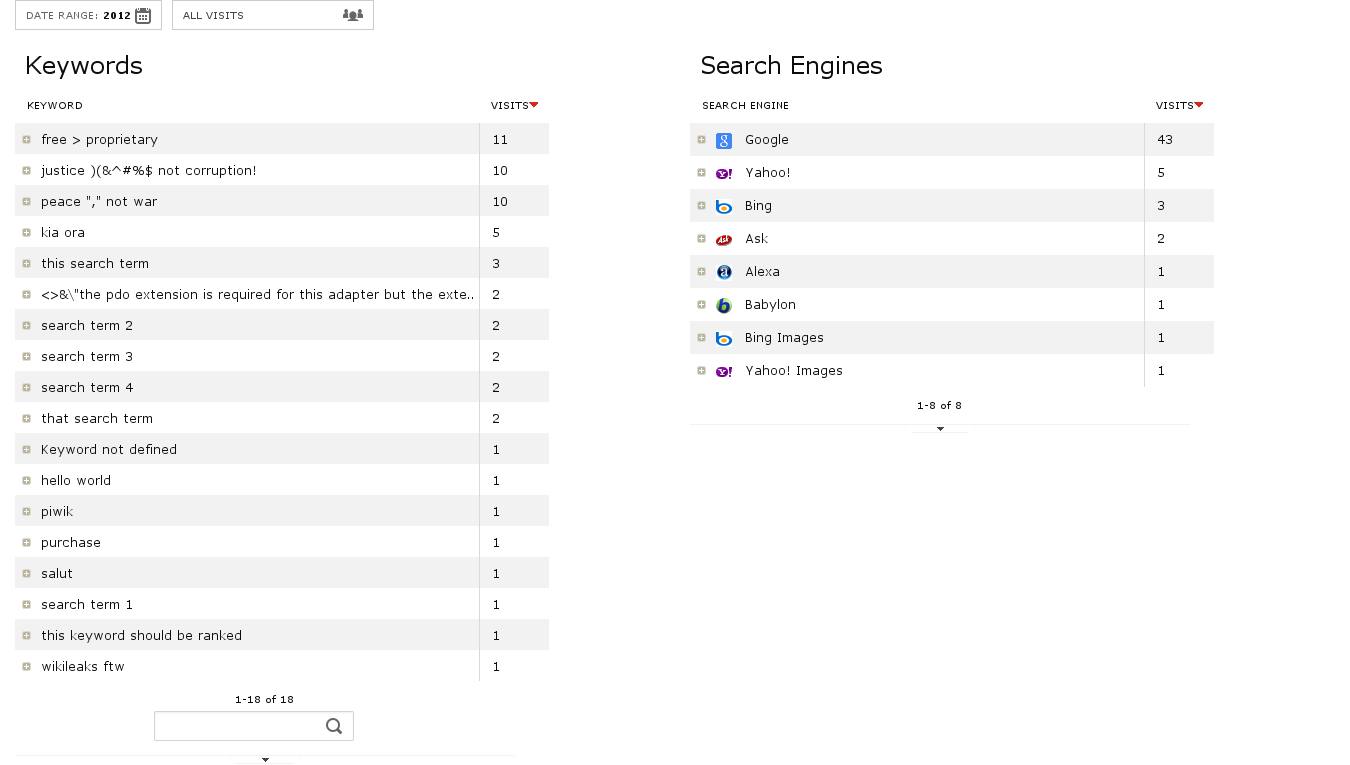 DATE RANGE: 2012
ALL VISITS
Keywords
KEYWORD VISITS
free > proprietary 11
justice )(&^#%$ not corruption! 10
peace "," not war 10
kia ora 5
this search term 3
<>&\"the pdo extension is required for this adapter but the exte.. 2
search term 2 2
search term 3 2
search term 4 2
that search term 2
Keyword not defined 1
hello world 1
piwik 1
purchase 1
salut 1
search term 1 1
this keyword should be ranked 1
wikileaks ftw 1
1-18 of 18
Search Engines
SEARCH ENGINE VISITS
Google 43
Yahoo! 5
Bing 3
Ask 2
Alexa 1
Babylon 1
Bing Images 1
Yahoo! Images 1
1-8 of 8